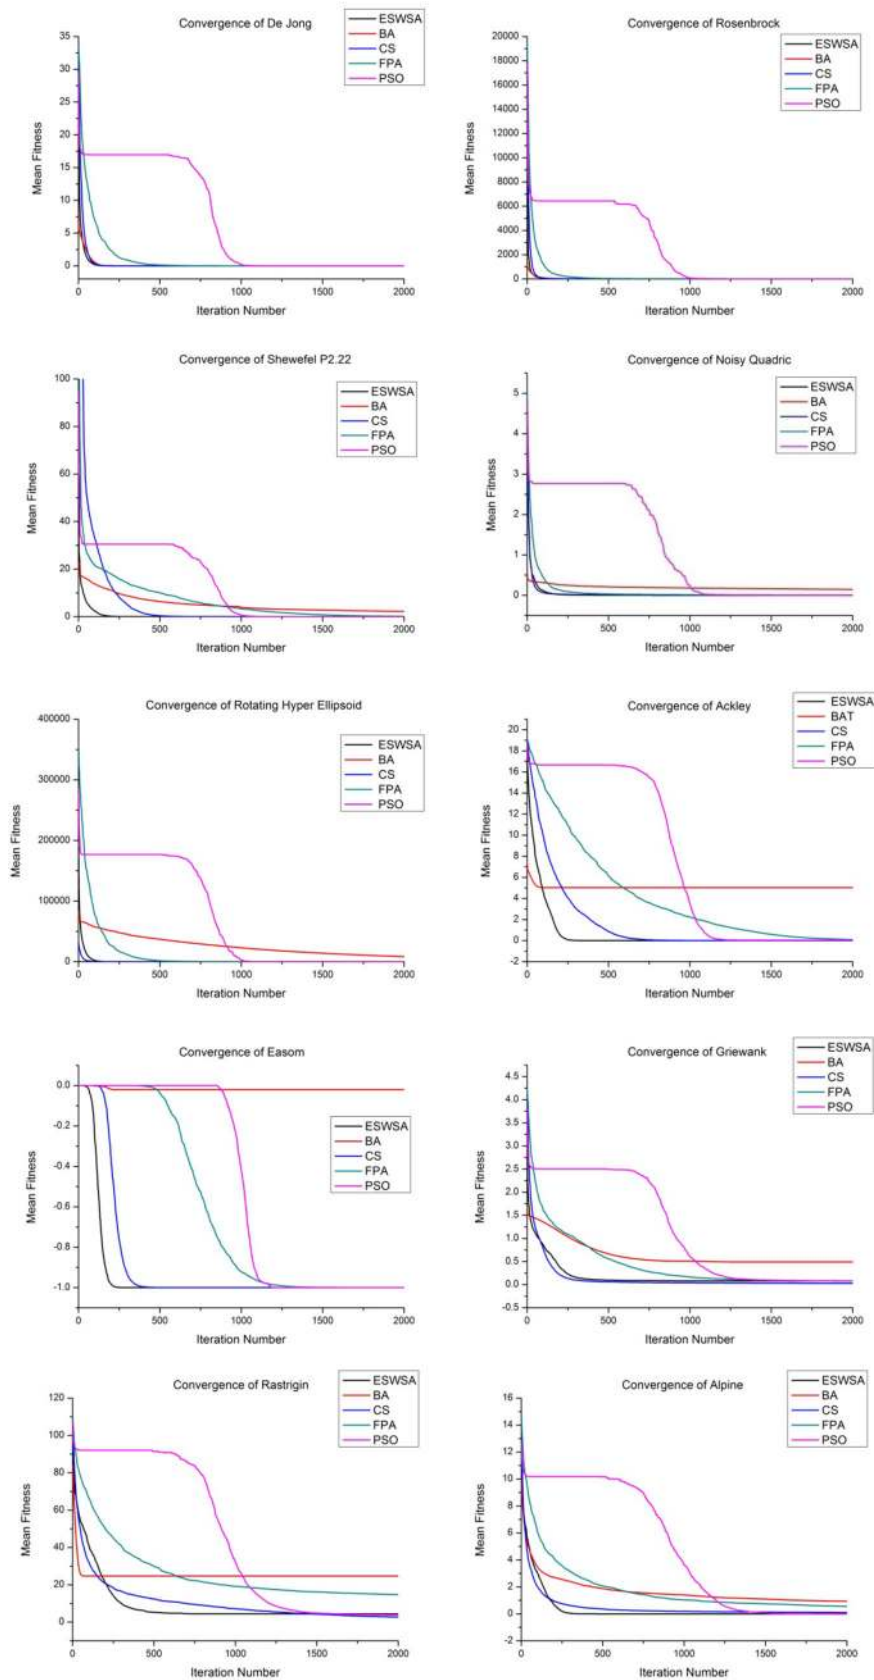 Convergence of De Jong
ESWSA
BA
CS
FPA
PSO
35
30
25
20
15
10
5
0
Mean Fitness
0 500 1000 1500 2000
Iteration Number
Convergence of Rosenbrock
ESWSA
BA
CS
FPA
PSO
20000
18000
16000
14000
12000
10000
8000
6000
4000
2000
0
Mean Fitness
0 500 1000 1500 2000
Iteration Number
Convergence of Shewefel P2.22
ESWSA
BA
CS
FPA
PSO
100
80
60
40
20
0
Mean Fitness
0 500 1000 1500 2000
Iteration Number
Convergence of Noisy Quadric
ESWSA
BA
CS
FPA
PSO
5
4
3
2
1
0
Mean Fitness
0 500 1000 1500 2000
Iteration Number
Convergence of Rotating Hyper Ellipsoid
ESWSA
BA
CS
FPA
PSO
400000
300000
200000
100000
0
Mean Fitness
0 500 1000 1500 2000
Iteration Number
Convergence of Ackley
ESWSA
BAT
CS
FPA
PSO
20
18
16
14
12
10
8
6
4
2
0
-2
Mean Fitness
0 500 1000 1500 2000
Iteration Number
Convergence of Easom
ESWSA
BA
CS
FPA
PSO
0.0
-0.2
-0.4
-0.6
-0.8
-1.0
Mean Fitness
0 500 1000 1500 2000
Iteration Number
Convergence of Griewank
ESWSA
BA
CS
FPA
PSO
4.5
4.0
3.5
3.0
2.5
2.0
1.5
1.0
0.5
0.0
-0.5
Mean Fitness
0 500 1000 1500 2000
Iteration Number
Convergence of Rastrigin
ESWSA
BA
CS
FPA
PSO
120
100
80
60
40
20
0
Mean Fitness
0 500 1000 1500 2000
Iteration Number
Convergence of Alpine
ESWSA
BA
CS
FPA
PSO
16
14
12
10
8
6
4
2
0
-2
Mean Fitness
0 500 1000 1500 2000
Iteration Number